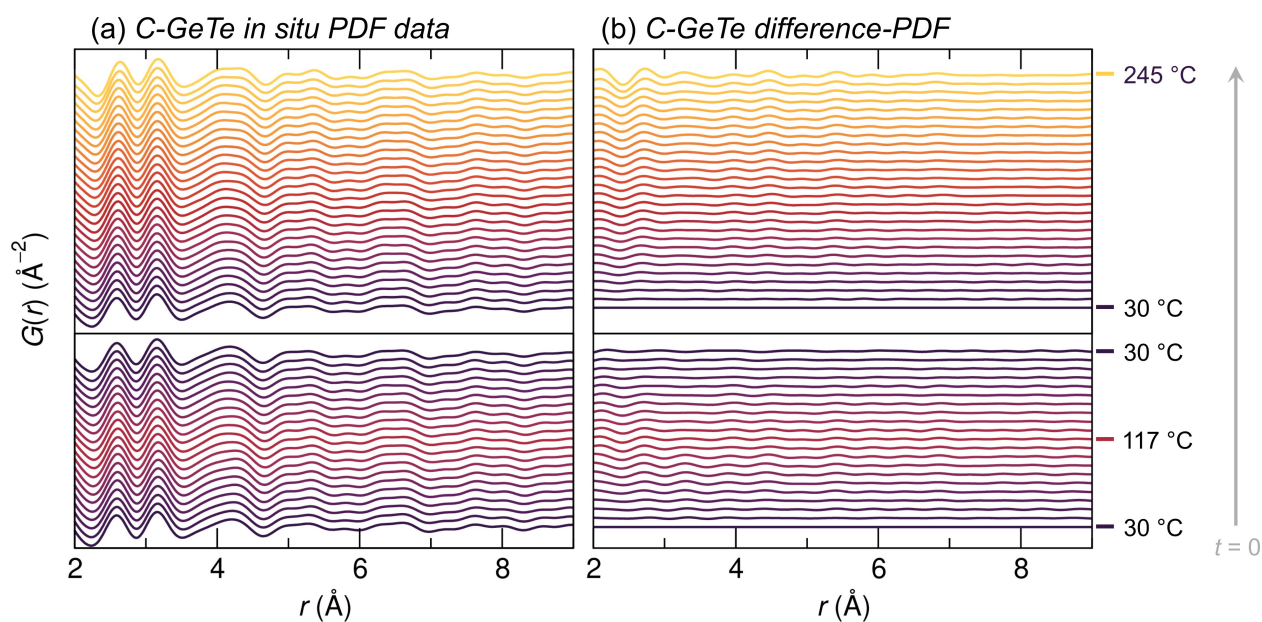 (a) C-GeTe in situ PDF data
(b) C-GeTe difference-PDF
G(r) (Å⁻²)
245 °C
30 °C
30 °C
117 °C
30 °C
t = 0
2 4 6 8
2 4 6 8
r (Å)
r (Å)